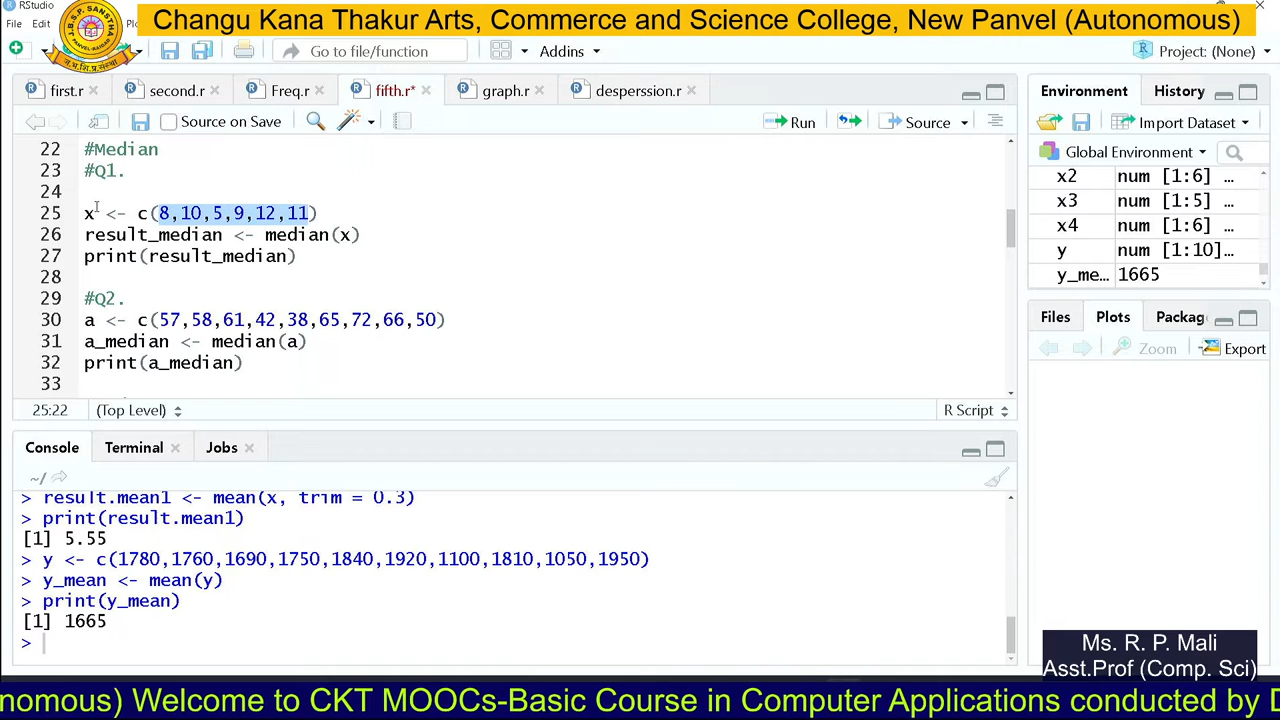 RStudio
Changu Kana Thakur Arts, Commerce and Science College, New Panvel (Autonomous)
File
Go to file/function
Addins
Project: (None)
first.r
second.r
Freq.r
fifth.r*
graph.r
desperssion.r
Environment
History
Source on Save
Run
Source
Import Dataset
Global Environment
22 #Median
23 #Q1.
24
25 x <- c(8,10,5,9,12,11)
26 result_median <- median(x)
27 print(result_median)
28
29 #Q2.
30 a <- c(57,58,61,42,38,65,72,66,50)
31 a_median <- median(a)
32 print(a_median)
33
25:22
(Top Level)
R Script
x2 num [1:6] …
x3 num [1:5] …
x4 num [1:6] …
y num [1:10]…
y_me… 1665
Files
Plots
Packag
Zoom
Export
Console
Terminal
Jobs
~/
> result.mean1 <- mean(x, trim = 0.3)
> print(result.mean1)
[1] 5.55
> y <- c(1780,1760,1690,1750,1840,1920,1100,1810,1050,1950)
> y_mean <- mean(y)
> print(y_mean)
[1] 1665
>
Ms. R. P. Mali
Asst.Prof (Comp. Sci)
onomous) Welcome to CKT MOOCs-Basic Course in Computer Applications conducted by D